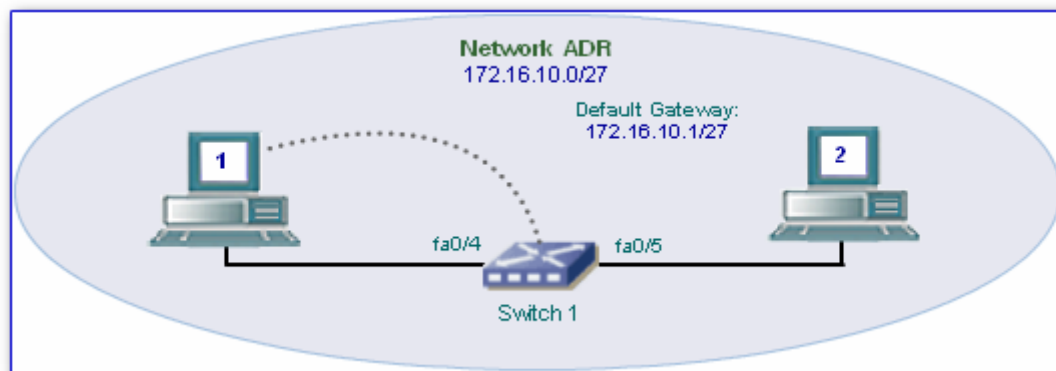 Network ADR
172.16.10.0/27
Default Gateway:
172.16.10.1/27
1
2
fa0/4
fa0/5
Switch 1